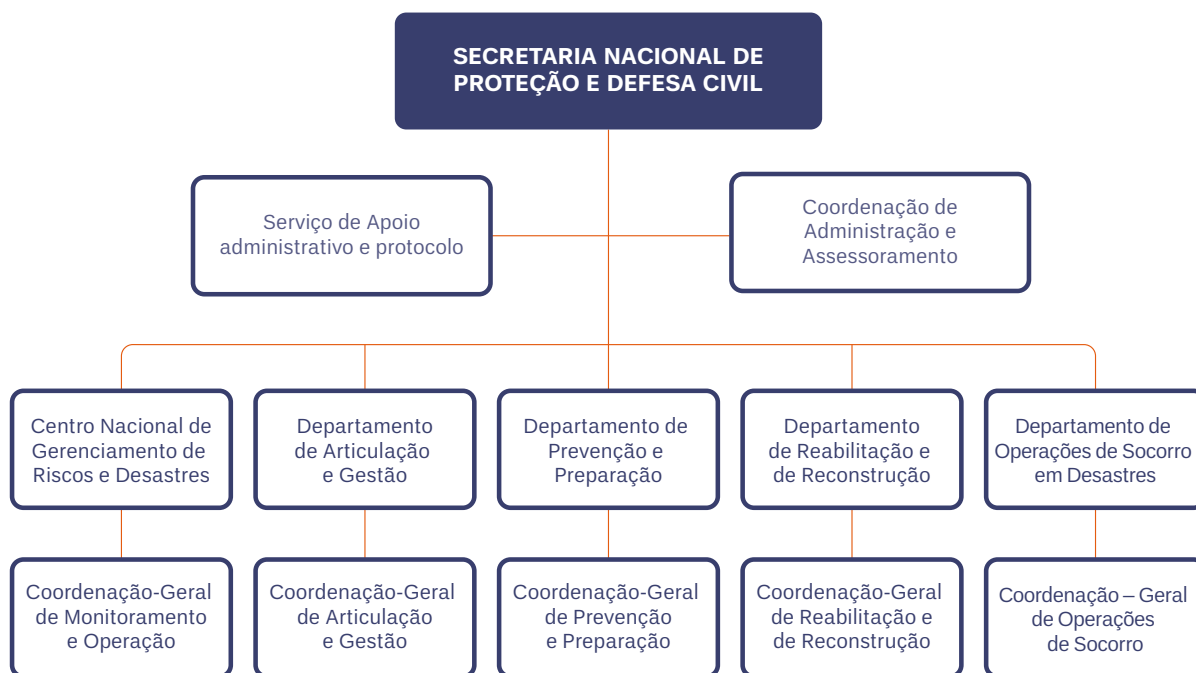 SECRETARIA NACIONAL DE
PROTEÇÃO E DEFESA CIVIL
Serviço de Apoio
administrativo e protocolo
Coordenação de
Administração e
Assessoramento
Centro Nacional de
Gerenciamento de
Riscos e Desastres
Departamento
de Articulação
e Gestão
Departamento de
Prevenção e
Preparação
Departamento
de Reabilitação e
de Reconstrução
Departamento de
Operações de Socorro
em Desastres
Coordenação-Geral
de Monitoramento
e Operação
Coordenação-Geral
de Articulação
e Gestão
Coordenação-Geral
de Prevenção
e Preparação
Coordenação-Geral
de Reabilitação e
de Reconstrução
Coordenação – Geral
de Operações
de Socorro